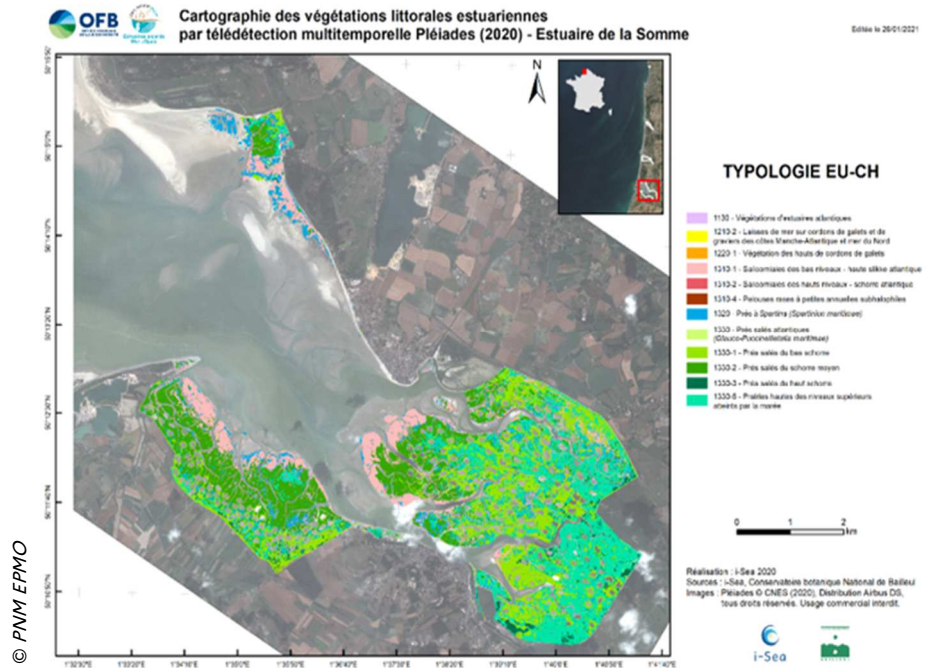 OFB
Cartographie des végétations littorales estuariennes
par télédétection multitemporelle Pléiades (2020) - Estuaire de la Somme
Editée le 26/01/2021
N
TYPOLOGIE EU-CH
1130 - Végétations d'estuaires atlantiques
1210-2 - Laisses de mer sur cordons de galets et de
graviers des côtes Manche-Atlantique et mer du Nord
1220-1 - Végétation des hauts de cordons de galets
1310-1 - Salicorniaies des bas niveaux - haute slikke atlantique
1310-2 - Salicorniaies des hauts niveaux - schorre atlantique
1310-4 - Pelouses rases à petites annuelles subhalophiles
1320 - Prés à Spartina (Spartinion maritimae)
1330 - Prés salés atlantiques
(Glauco-Puccinellietalia maritimae)
1330-1 - Prés salés du bas schorre
1330-2 - Prés salés du schorre moyen
1330-3 - Prés salés du haut schorre
1330-5 - Prairies hautes des niveaux supérieurs
atteints par la marée
0 1 2
km
Réalisation : i-Sea 2020
Sources : i-Sea, Conservatoire botanique National de Bailleul
Images : Pléiades © CNES (2020), Distribution Airbus DS,
tous droits réservés. Usage commercial interdit.
i-Sea
© PNM EPMO